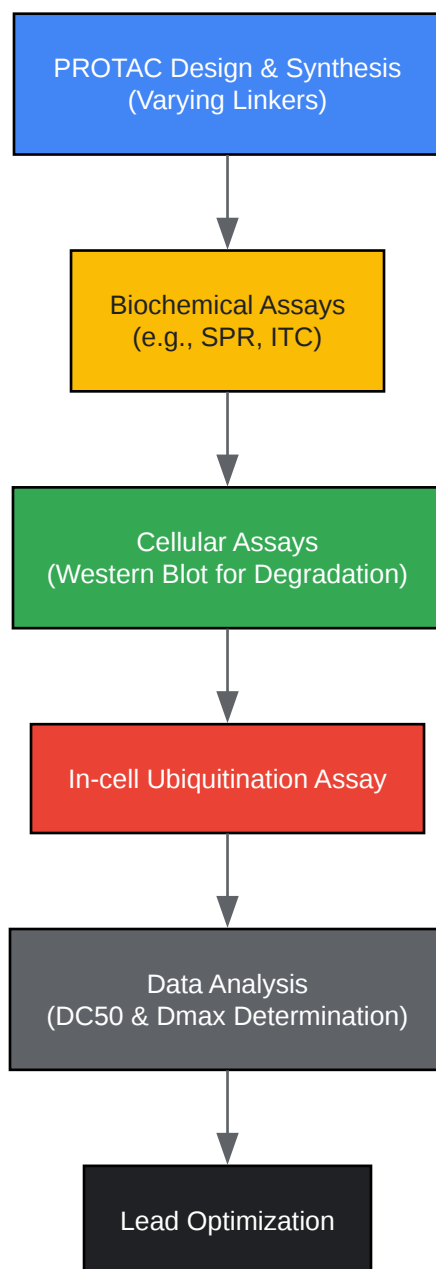 PROTAC Design & Synthesis
(Varying Linkers)
Biochemical Assays
(e.g., SPR, ITC)
Cellular Assays
(Western Blot for Degradation)
In-cell Ubiquitination Assay
Data Analysis
(DC50 & Dmax Determination)
Lead Optimization